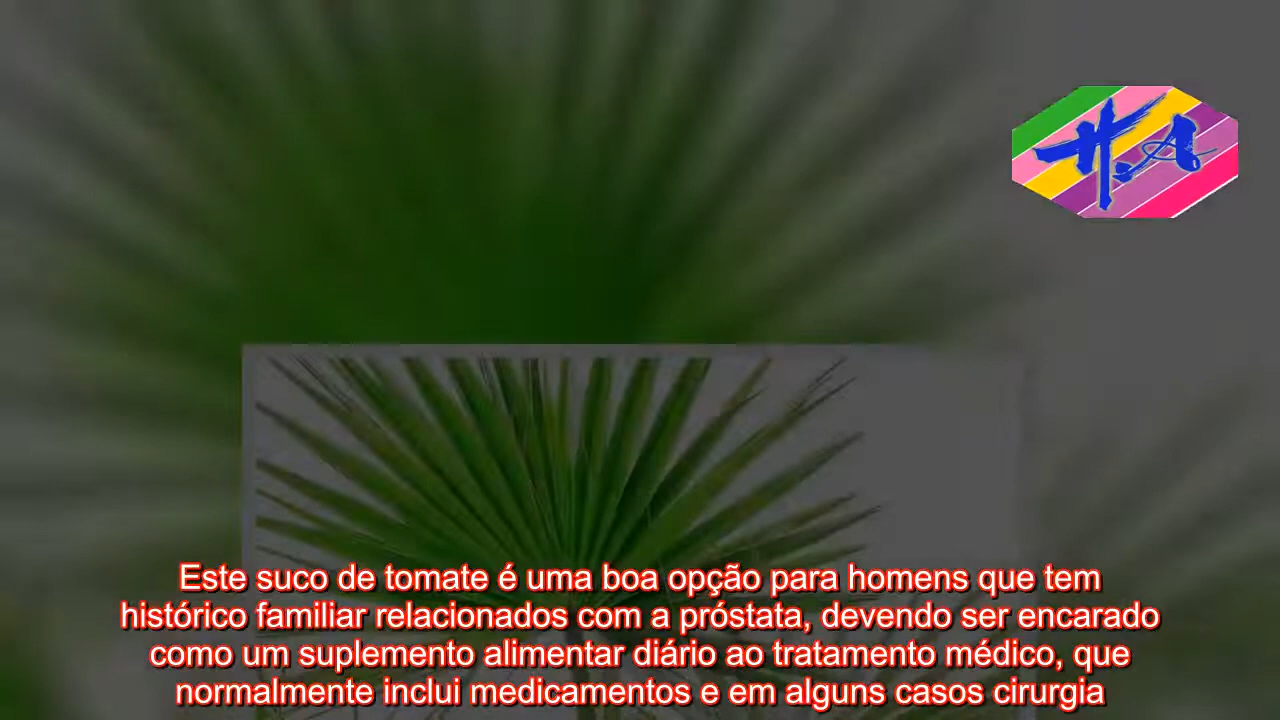 H.A
Este suco de tomate é uma boa opção para homens que tem
histórico familiar relacionados com a próstata, devendo ser encarado
como um suplemento alimentar diário ao tratamento médico, que
normalmente inclui medicamentos e em alguns casos cirurgia